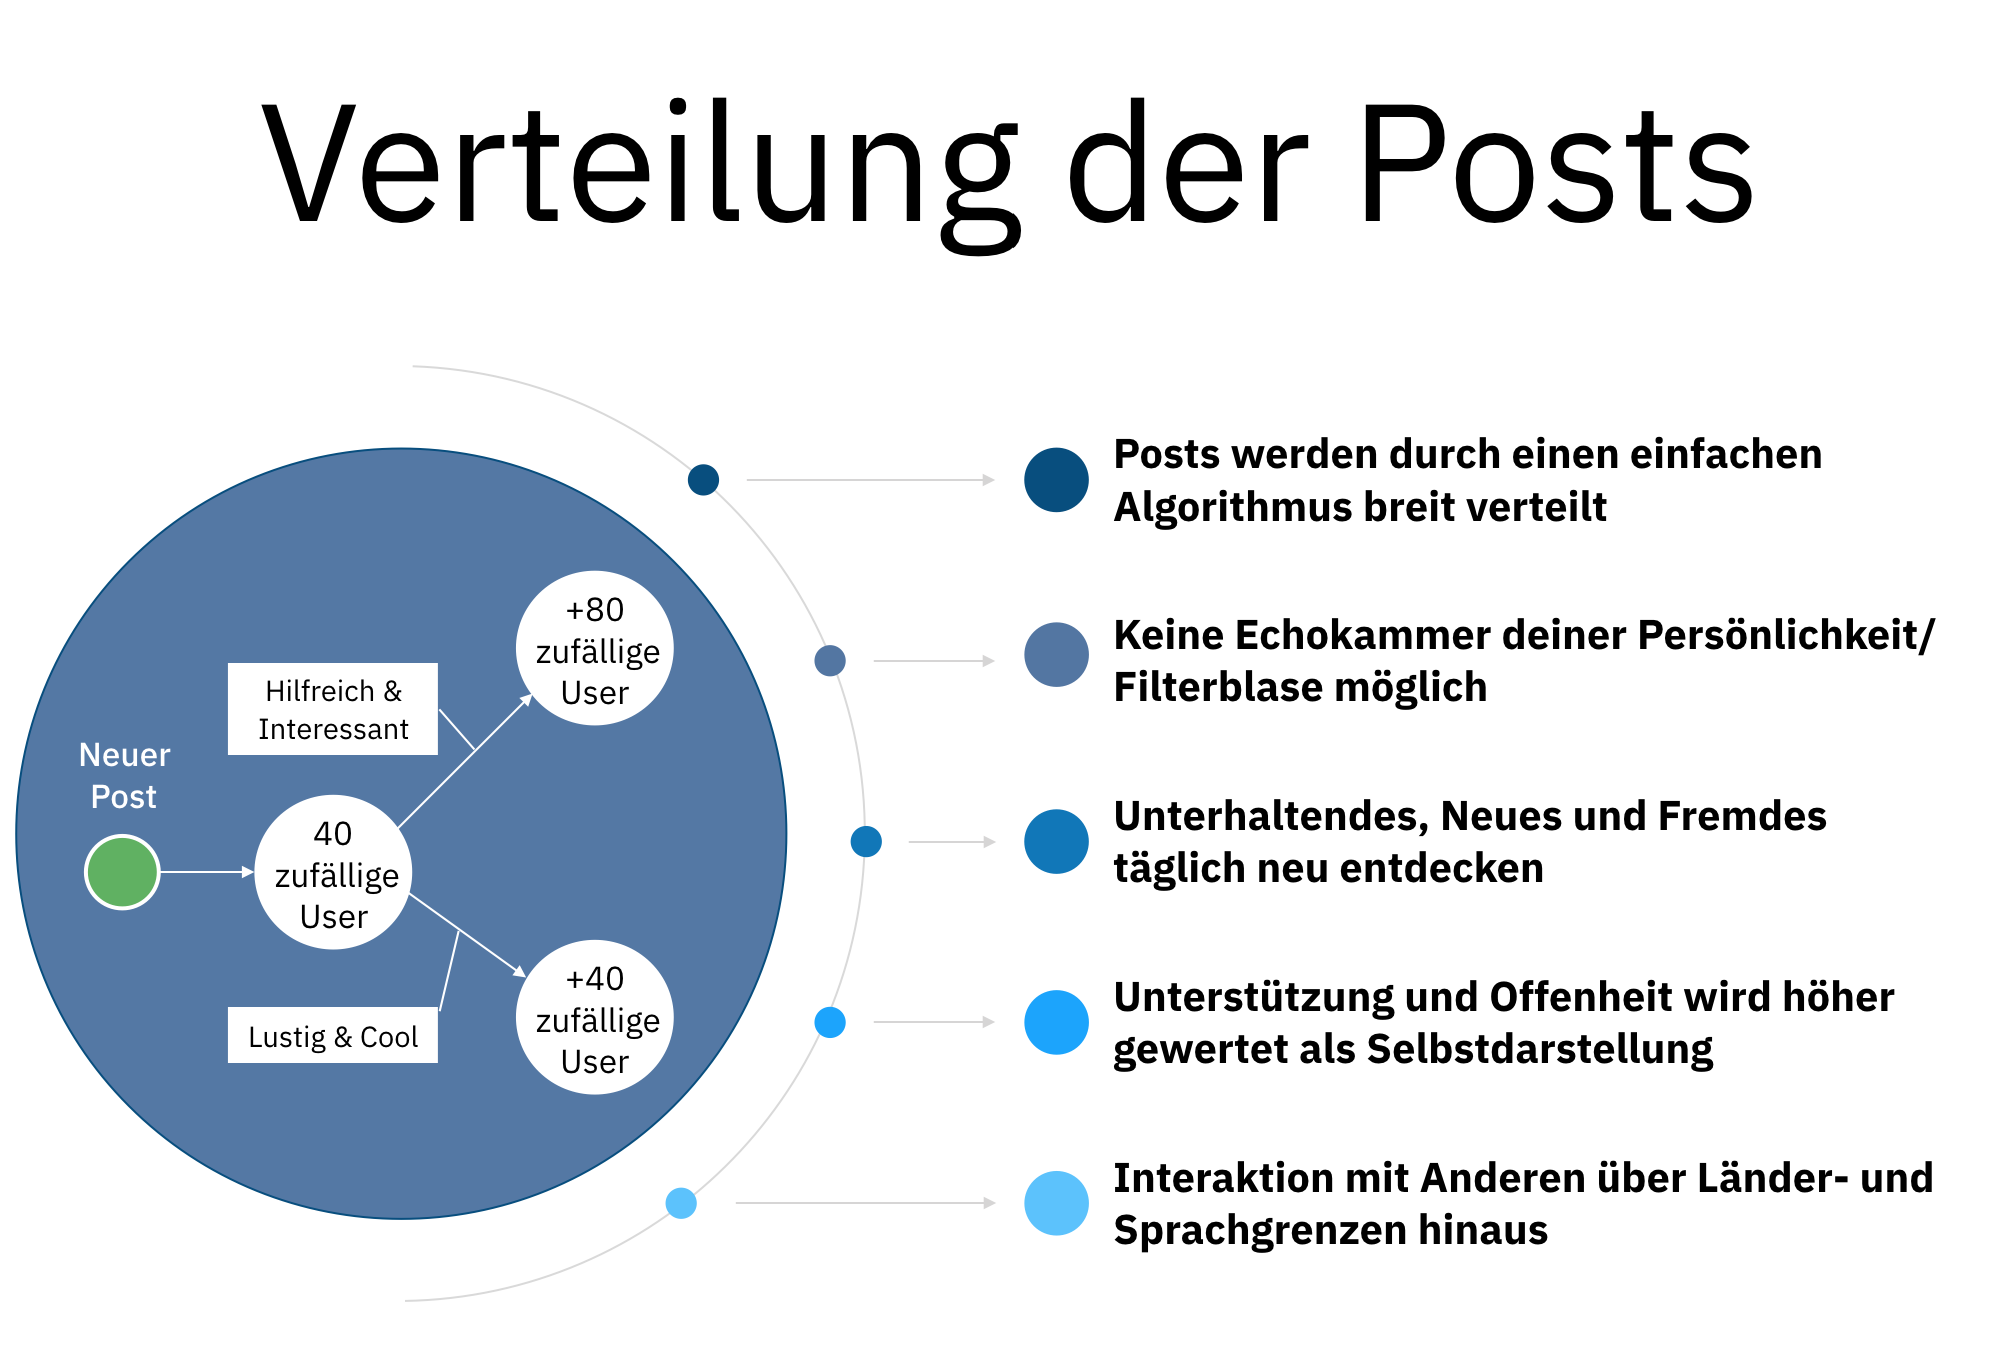 Verteilung der Posts
Neuer
Post
40
zufällige
User
Hilfreich &
Interessant
Lustig & Cool
+80
zufällige
User
+40
zufällige
User
Posts werden durch einen einfachen
Algorithmus breit verteilt
Keine Echokammer deiner Persönlichkeit/
Filterblase möglich
Unterhaltendes, Neues und Fremdes
täglich neu entdecken
Unterstützung und Offenheit wird höher
gewertet als Selbstdarstellung
Interaktion mit Anderen über Länder- und
Sprachgrenzen hinaus